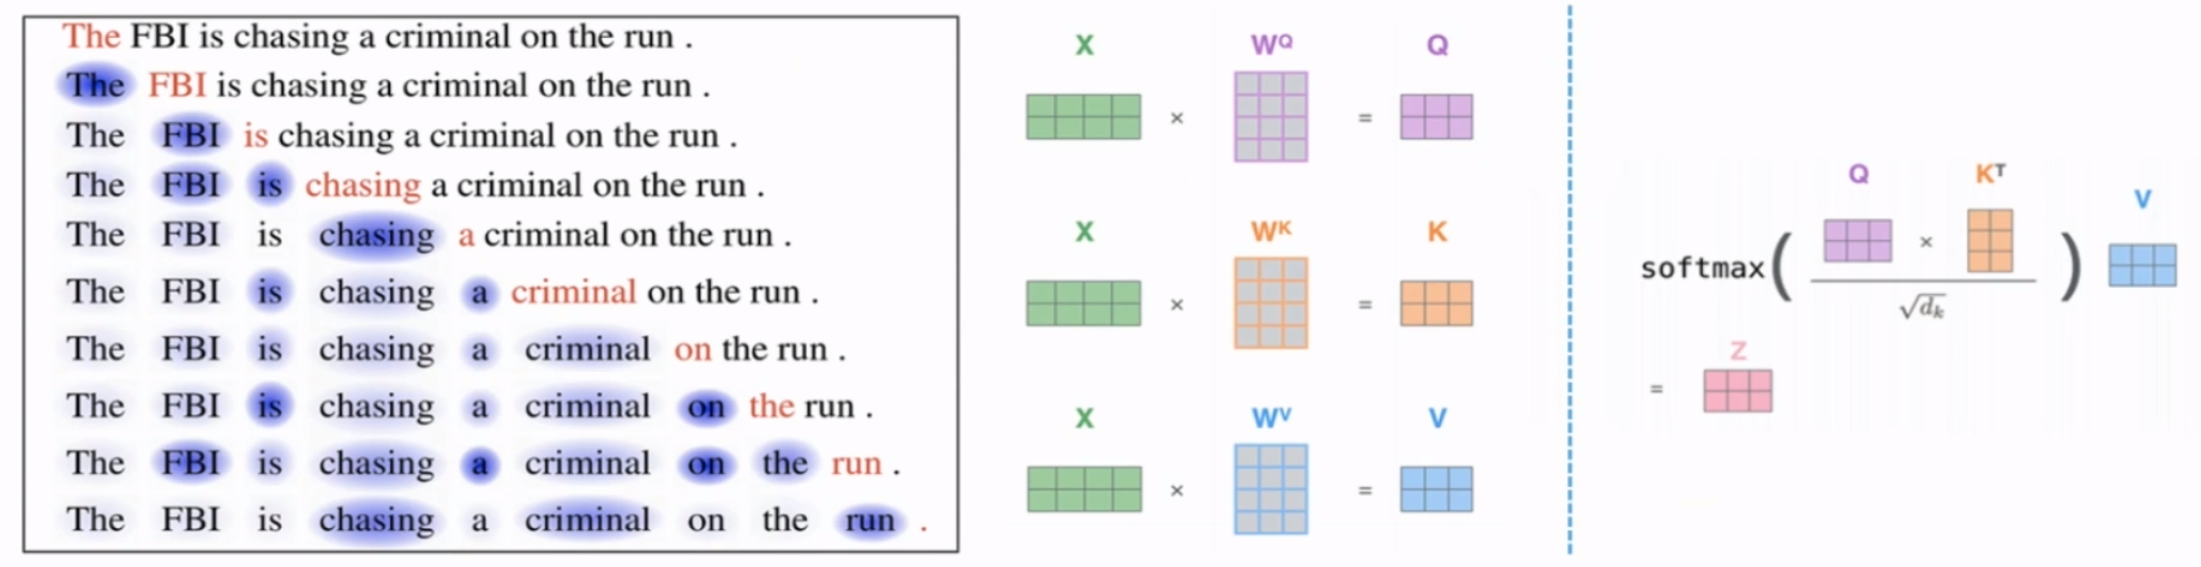 The FBI is chasing a criminal on the run .
The FBI is chasing a criminal on the run .
The FBI is chasing a criminal on the run .
The FBI is chasing a criminal on the run .
The FBI is chasing a criminal on the run .
The FBI is chasing a criminal on the run .
The FBI is chasing a criminal on the run .
The FBI is chasing a criminal on the run .
The FBI is chasing a criminal on the run .
The FBI is chasing a criminal on the run .
X Wᵠ Q
× =
X Wᴷ K
× =
X Wⱽ V
× =
Q Kᵀ V
softmax( × )
√dₖ
Z
=